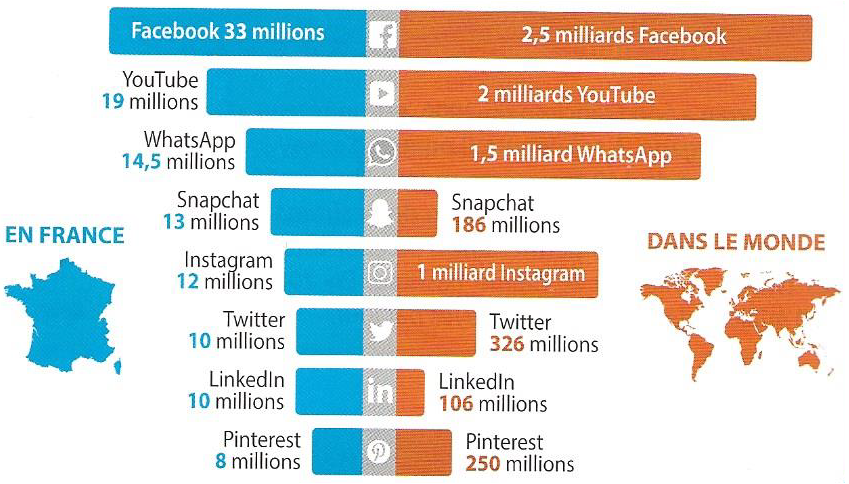 Facebook 33 millions
2,5 milliards Facebook
YouTube
19 millions
2 milliards YouTube
WhatsApp
14,5 millions
1,5 milliard WhatsApp
Snapchat
13 millions
Snapchat
186 millions
EN FRANCE
DANS LE MONDE
Instagram
12 millions
1 milliard Instagram
Twitter
10 millions
Twitter
326 millions
LinkedIn
10 millions
in
LinkedIn
106 millions
Pinterest
8 millions
Pinterest
250 millions